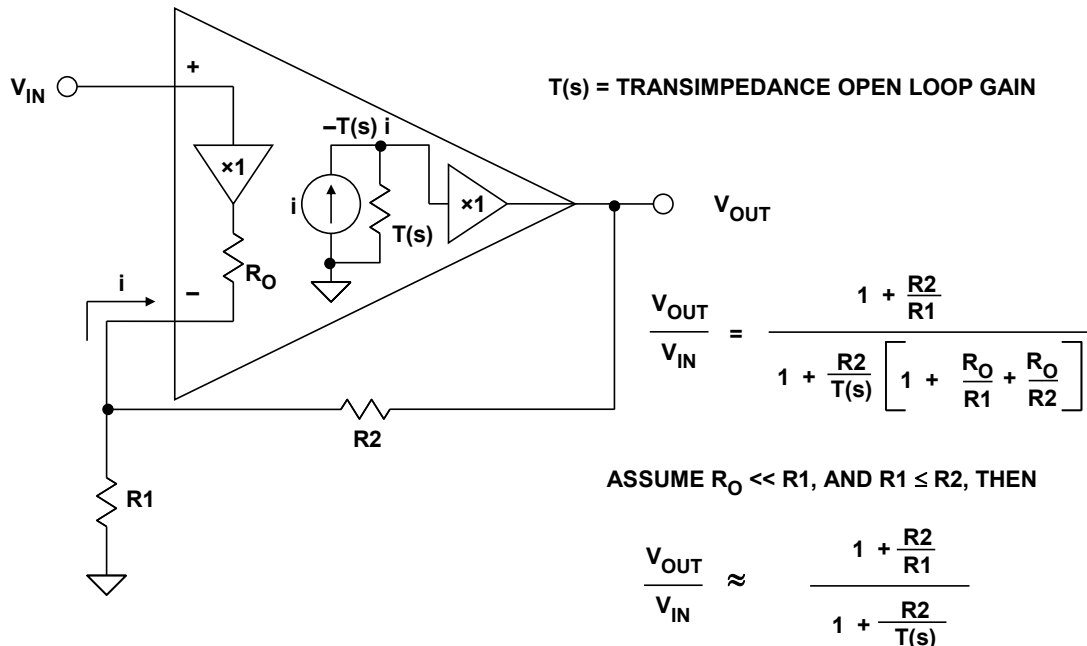 V_IN
+
×1
R_O
i
–
–T(s) i
i
T(s)
×1
V_OUT
R2
R1
T(s) = TRANSIMPEDANCE OPEN LOOP GAIN
V_OUT
V_IN
=
1 + R2/R1
1 + R2/T(s) [ 1 + R_O/R1 + R_O/R2 ]
ASSUME R_O << R1, AND R1 ≤ R2, THEN
V_OUT
V_IN
≈
1 + R2/R1
1 + R2/T(s)